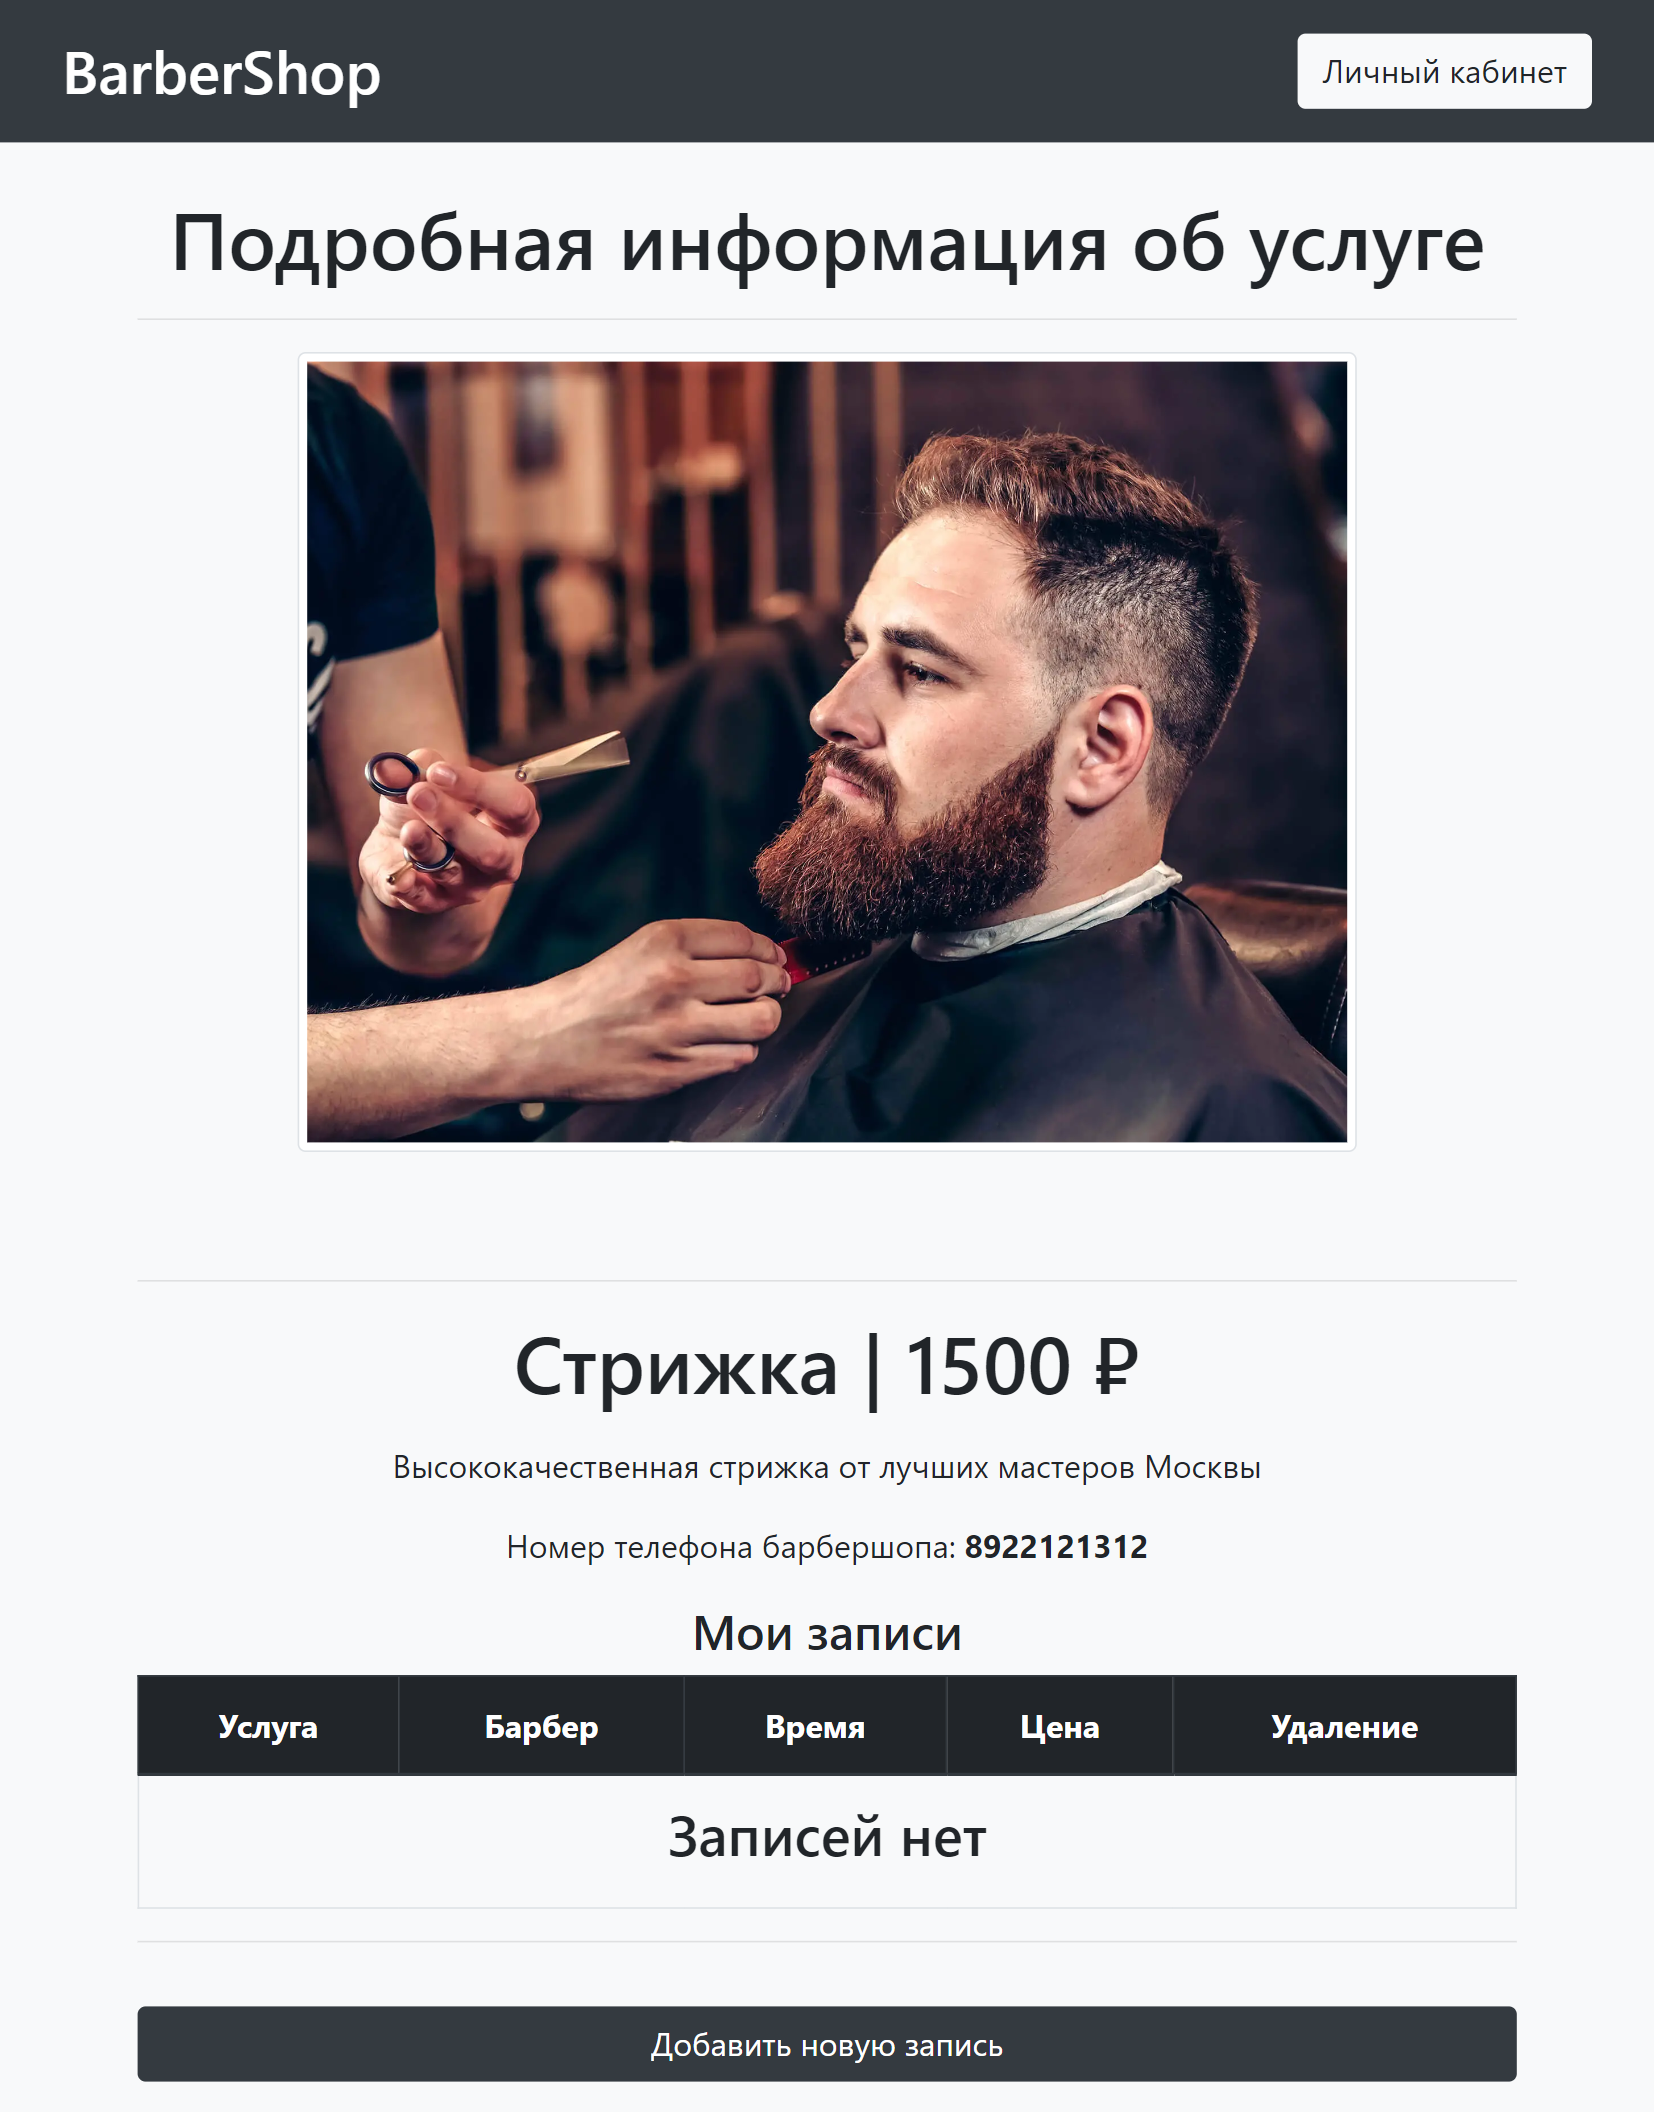 BarberShop
Личный кабинет
Подробная информация об услуге
Стрижка | 1500 ₽
Высококачественная стрижка от лучших мастеров Москвы
Номер телефона барбершопа: 8922121312
Мои записи
Услуга Барбер Время Цена Удаление
Записей нет
Добавить новую запись